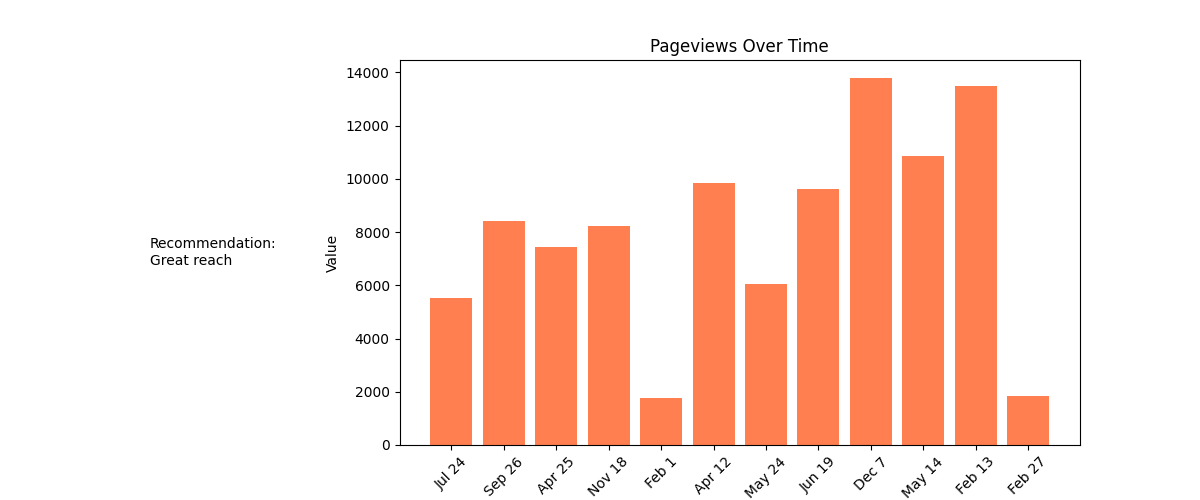 Pageviews Over Time
Recommendation:
Great reach
Value
14000
12000
10000
8000
6000
4000
2000
0
Jul 24
Sep 26
Apr 25
Nov 18
Feb 1
Apr 12
May 24
Jun 19
Dec 7
May 14
Feb 13
Feb 27